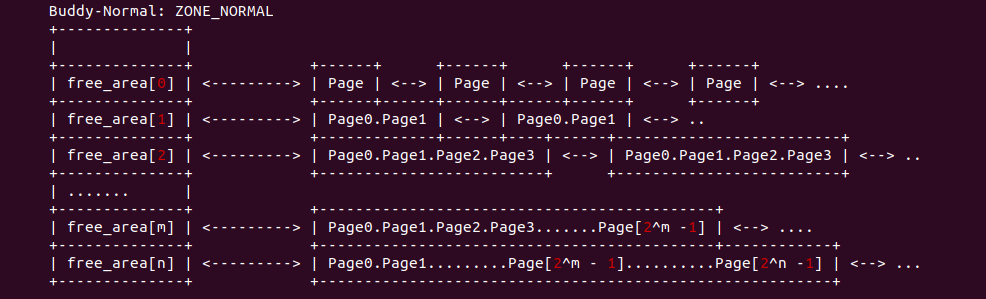 Buddy-Normal: ZONE_NORMAL
+--------------+
|              |
+--------------+             +------+      +------+      +------+      +------+
| free_area[0] | <---------> | Page | <--> | Page | <--> | Page | <--> | Page | <--> ....
+--------------+             +------+------+------+------+------+      +------+
| free_area[1] | <---------> | Page0.Page1 | <--> | Page0.Page1 | <--> ..
+--------------+             +-------------+------+----+--------+-----------------+
| free_area[2] | <---------> | Page0.Page1.Page2.Page3 | <--> | Page0.Page1.Page2.Page3 | <--> ..
+--------------+             +-------------------------+      +-------------------------+
| .......      |
+--------------+             +--------------------------------------------+
| free_area[m] | <---------> | Page0.Page1.Page2.Page3.......Page[2^m -1] | <--> ....
+--------------+             +--------------------------------------------+------------+
| free_area[n] | <---------> | Page0.Page1.........Page[2^m - 1]..........Page[2^n -1] | <--> ...
+--------------+             +---------------------------------------------------------+